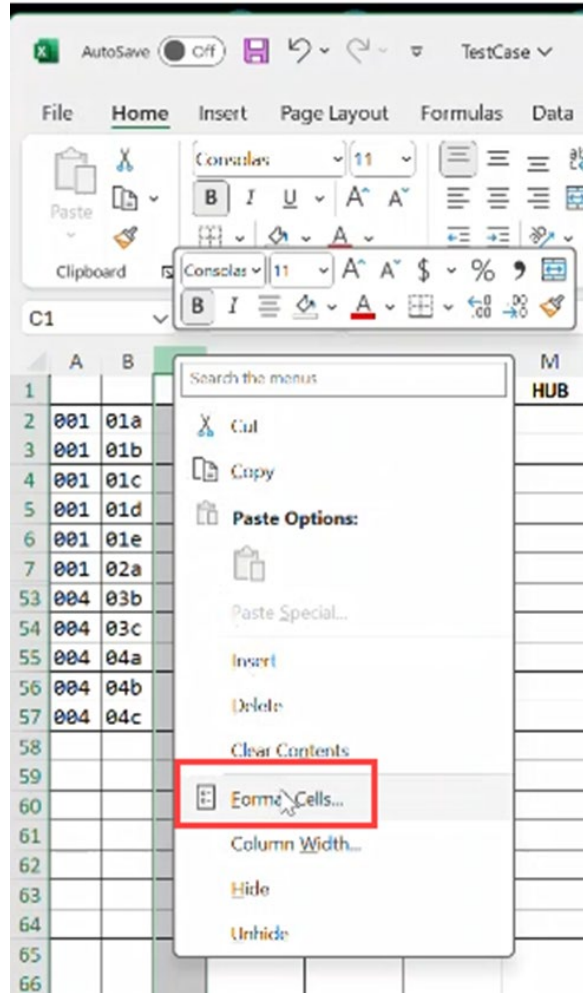 AutoSave Off TestCase
File Home Insert Page Layout Formulas Data
Consolas 11
Paste B I U A A
Clipboard
Consolas 11 A A $ % 9
C1 B I A .00
A B M
1 HUB
2 001 01a
3 001 01b
4 001 01c
5 001 01d
6 001 01e
7 001 02a
53 004 03b
54 004 03c
55 004 04a
56 004 04b
57 004 04c
58
59
60
61
62
63
64
65
66
Search the menus
Cut
Copy
Paste Options:
Paste Special...
Insert
Delete
Clear Contents
Format Cells...
Column Width...
Hide
Unhide